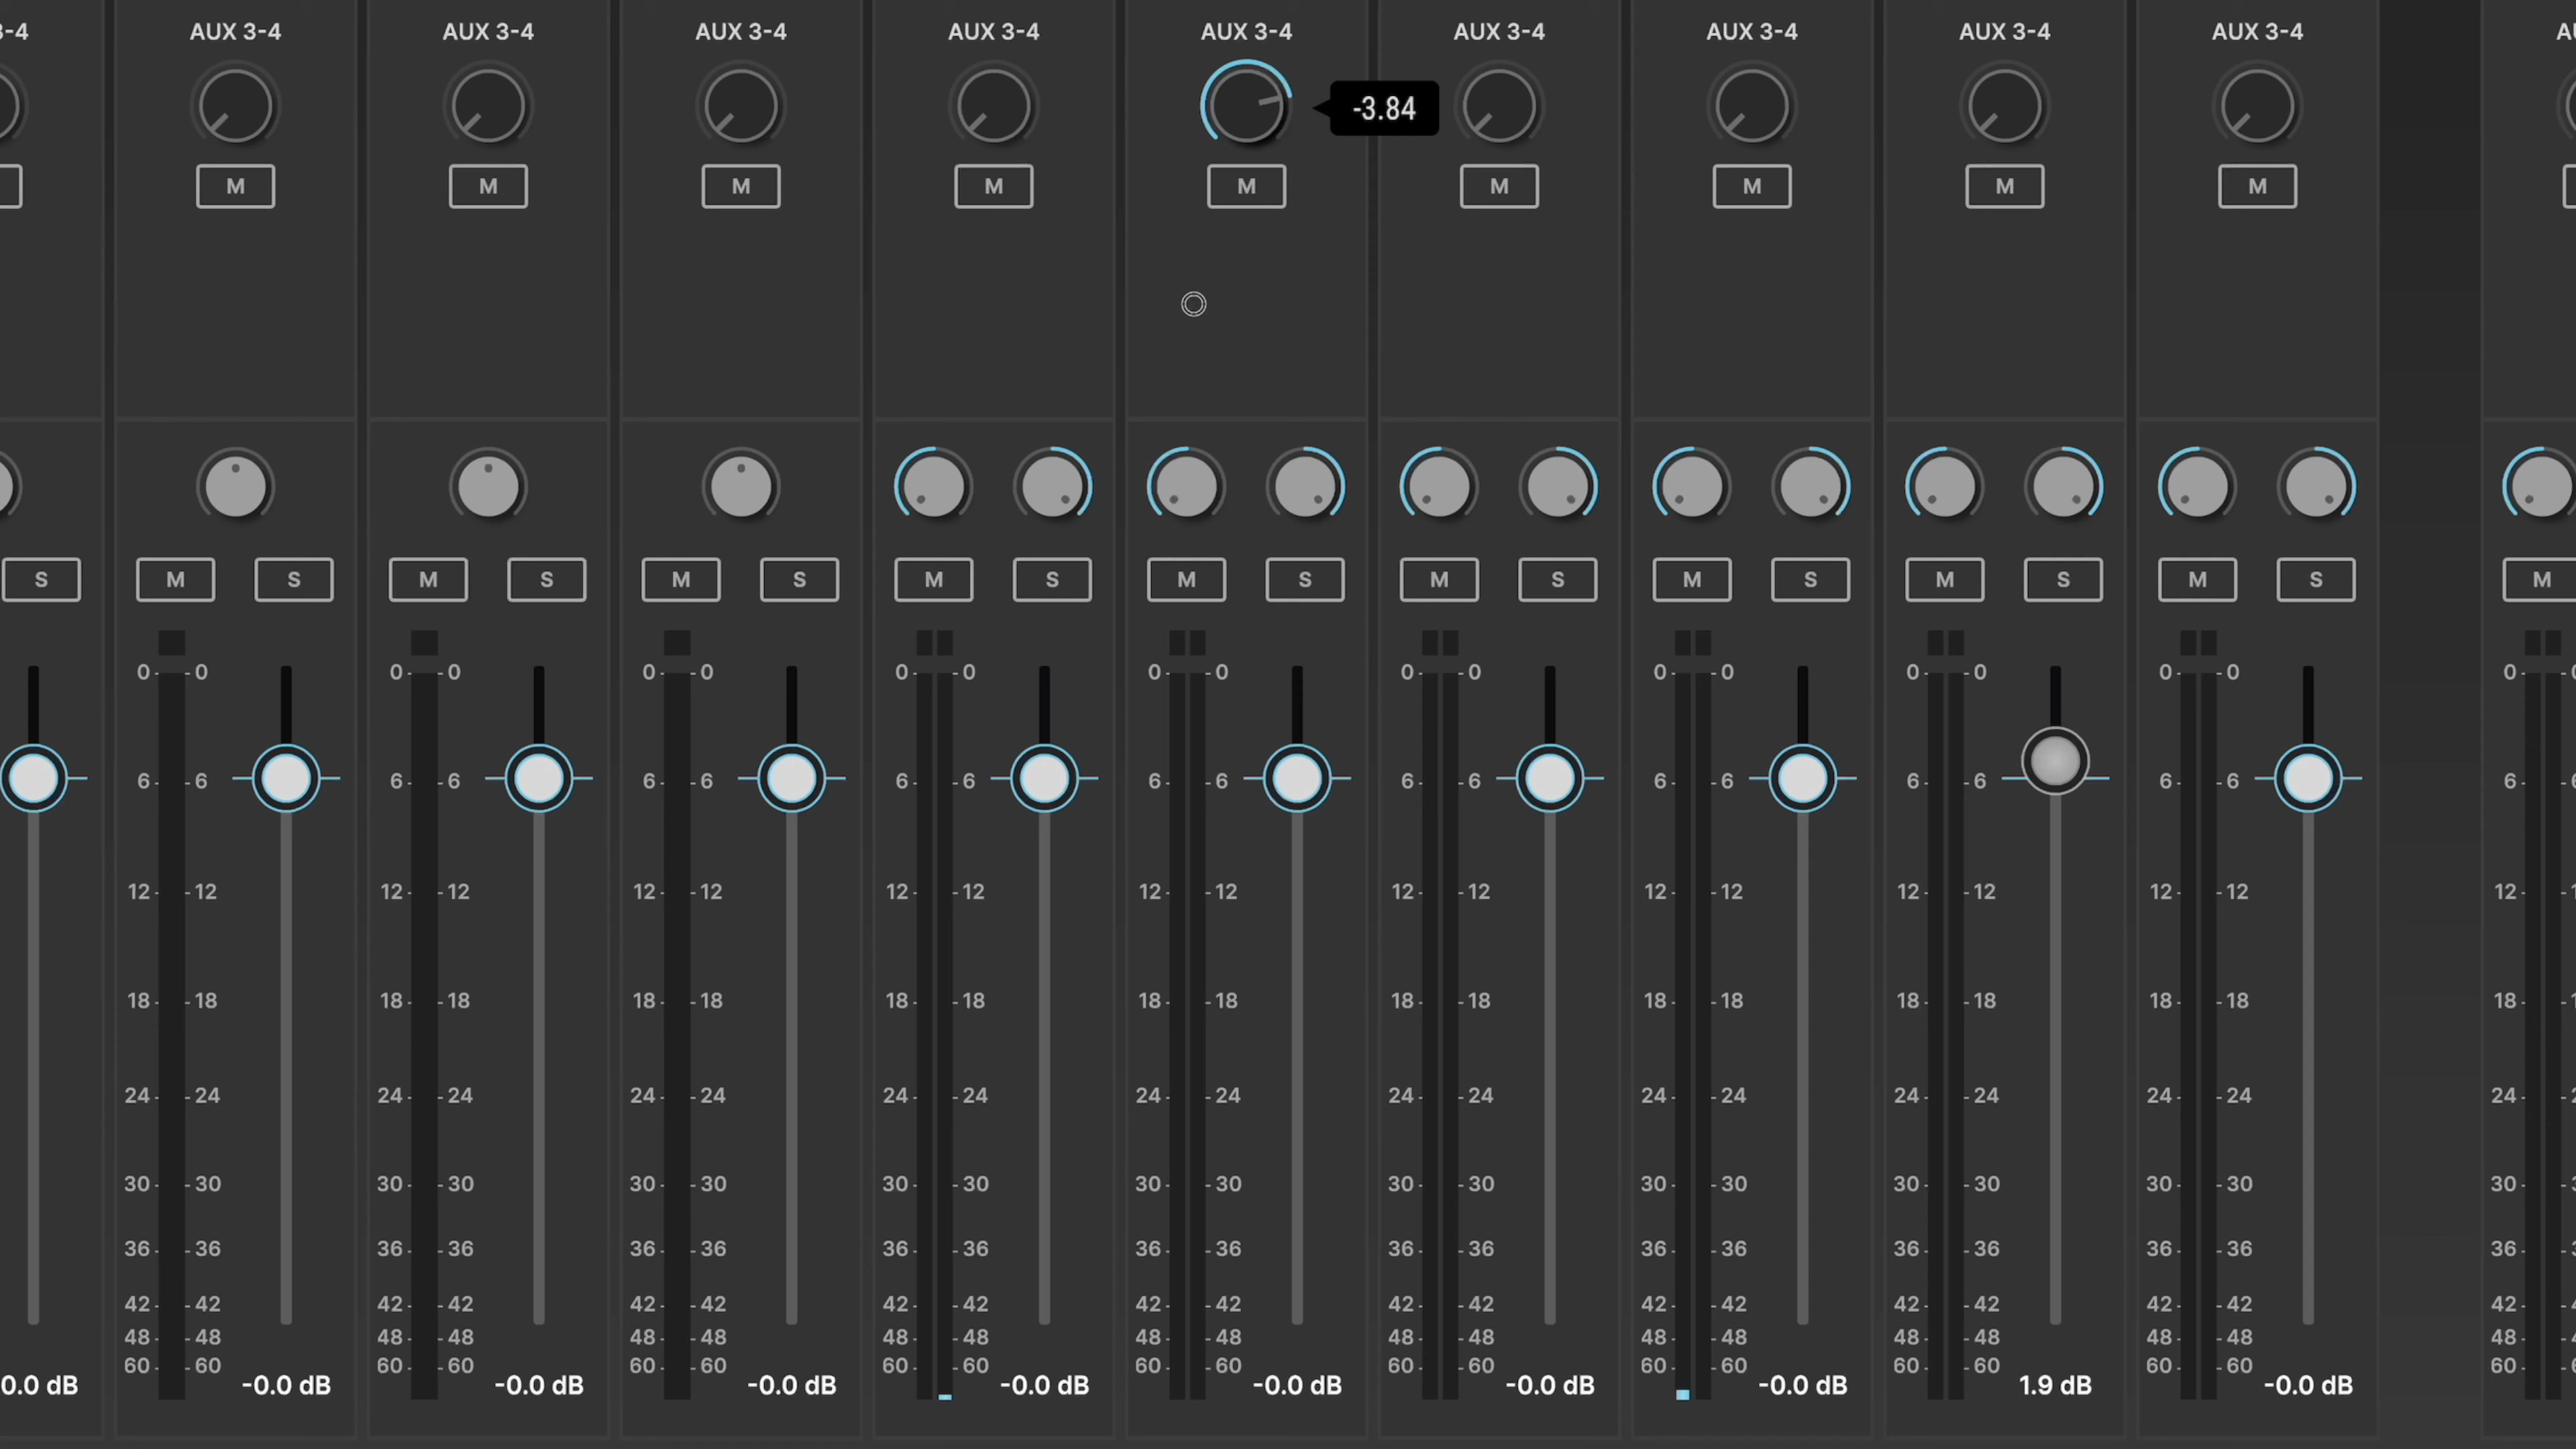 3-4 AUX 3-4 AUX 3-4 AUX 3-4 AUX 3-4 AUX 3-4 AUX 3-4 AUX 3-4 AUX 3-4 AUX 3-4
-3.84
M M M M M M M M M
S M S M S M S M S M S M S M S M S M S M
0 0 0 0 0 0 0 0 0 0 0 0 0 0 0 0 0 0 0
6 6 6 6 6 6 6 6 6 6 6 6 6 6 6 6 6 6 6
12 12 12 12 12 12 12 12 12 12 12 12 12 12 12 12 12 12 12
18 18 18 18 18 18 18 18 18 18 18 18 18 18 18 18 18 18 18
24 24 24 24 24 24 24 24 24 24 24 24 24 24 24 24 24 24 24
30 30 30 30 30 30 30 30 30 30 30 30 30 30 30 30 30 30 30
36 36 36 36 36 36 36 36 36 36 36 36 36 36 36 36 36 36 36
42 42 42 42 42 42 42 42 42 42 42 42 42 42 42 42 42 42 42
48 48 48 48 48 48 48 48 48 48 48 48 48 48 48 48 48 48 48
60 60 60 60 60 60 60 60 60 60 60 60 60 60 60 60 60 60 60
0.0 dB -0.0 dB -0.0 dB -0.0 dB -0.0 dB -0.0 dB -0.0 dB -0.0 dB 1.9 dB -0.0 dB